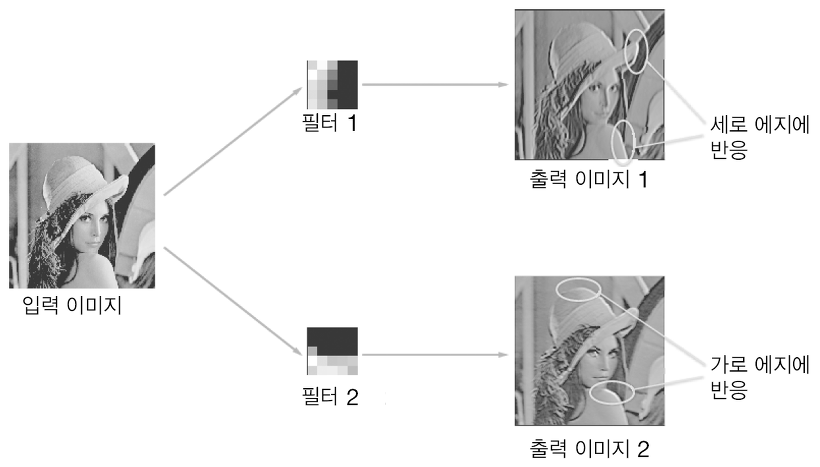 필터 1
출력 이미지 1
세로 에지에
반응
입력 이미지
필터 2
출력 이미지 2
가로 에지에
반응